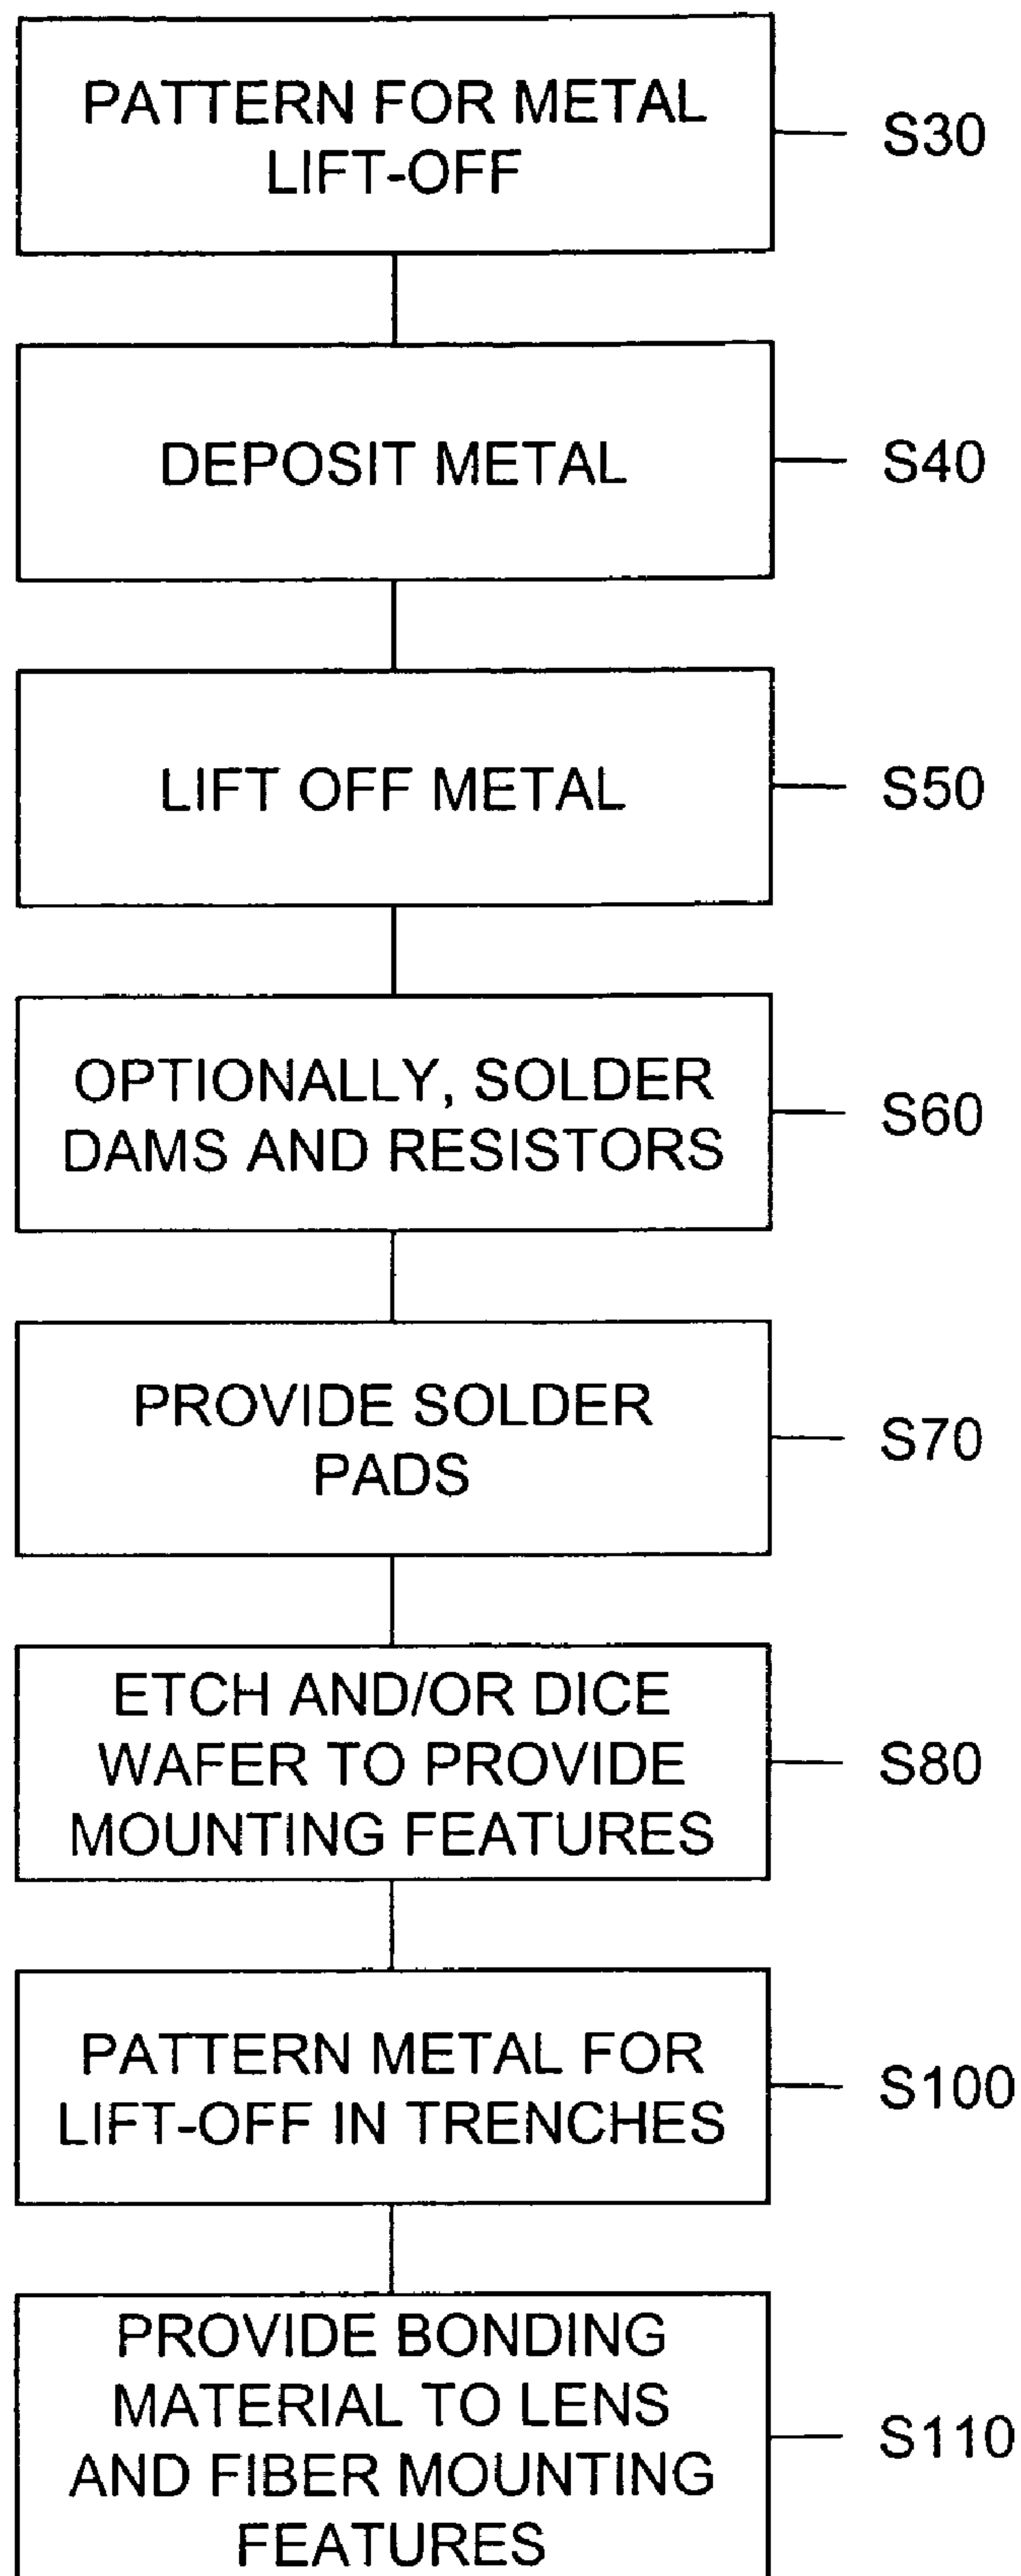 PATTERN FOR METAL
LIFT-OFF
S30
DEPOSIT METAL
S40
LIFT OFF METAL
S50
OPTIONALLY, SOLDER
DAMS AND RESISTORS
S60
PROVIDE SOLDER
PADS
S70
ETCH AND/OR DICE
WAFER TO PROVIDE
MOUNTING FEATURES
S80
PATTERN METAL FOR
LIFT-OFF IN TRENCHES
S100
PROVIDE BONDING
MATERIAL TO LENS
AND FIBER MOUNTING
FEATURES
S110